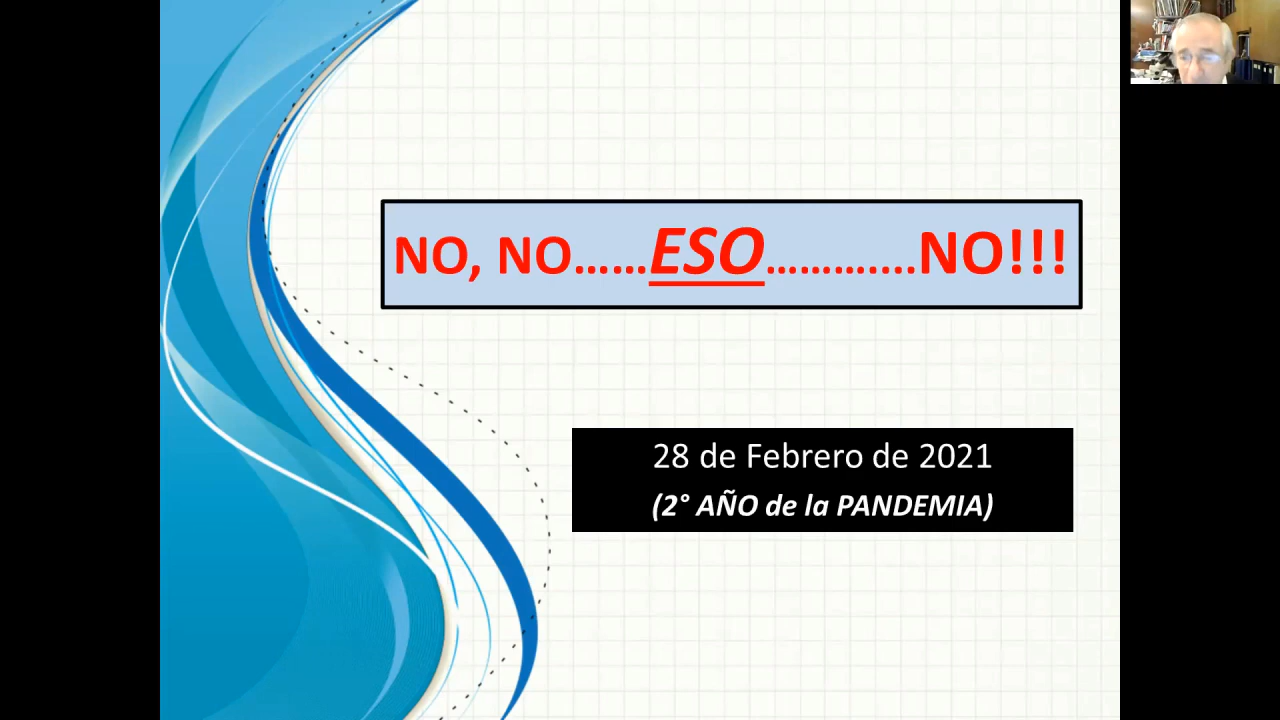 NO, NO……ESO…………..NO!!!
28 de Febrero de 2021
(2° AÑO de la PANDEMIA)